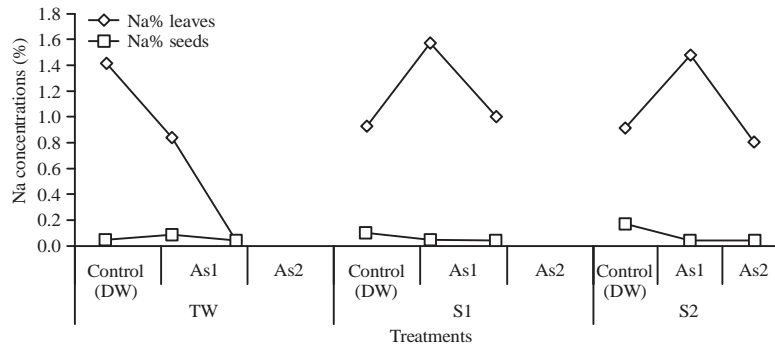 Na% leaves
Na% seeds
Na concentrations (%)
1.8
1.6
1.4
1.2
1.0
0.8
0.6
0.4
0.2
0.0
Control (DW) As1 As2 Control (DW) As1 As2 Control (DW) As1 As2
TW S1 S2
Treatments